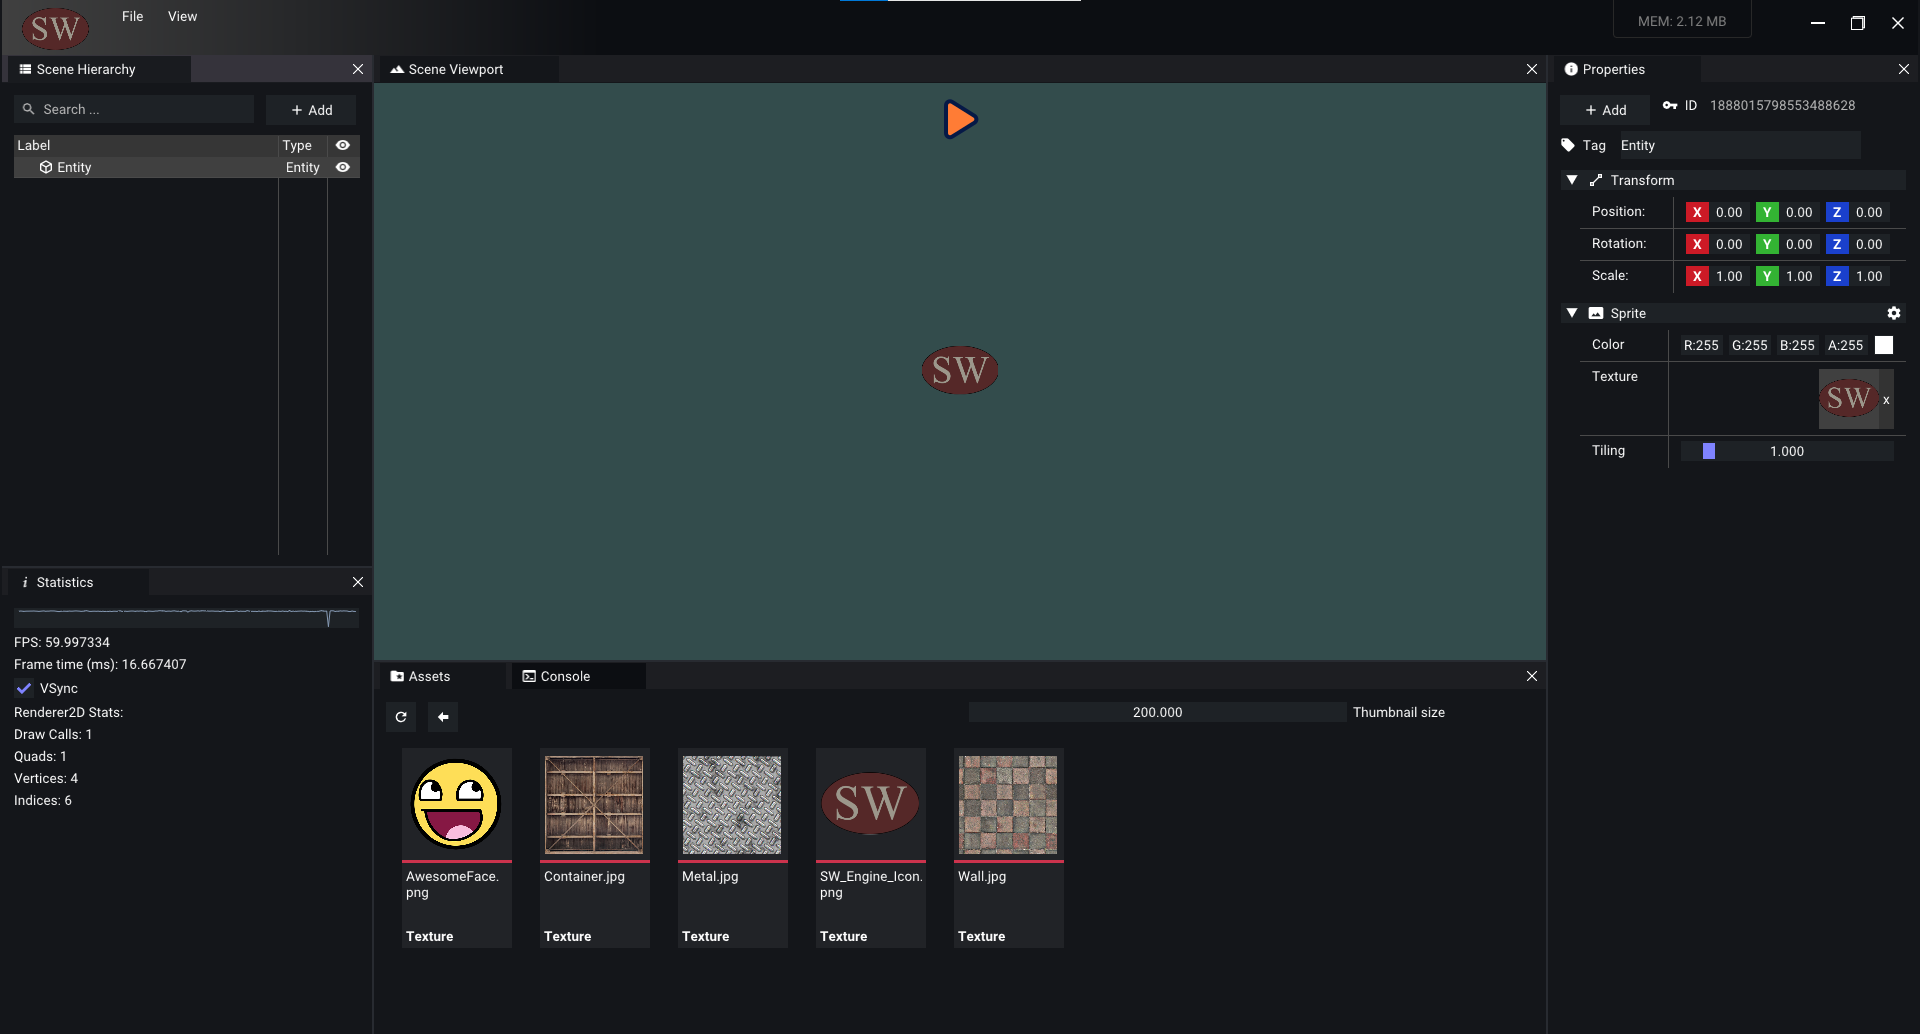 SW
File View
MEM: 2.12 MB
Scene Hierarchy
Search ...
+ Add
Label Type
Entity Entity
Scene Viewport
SW
Properties
+ Add
ID 1888015798553488628
Tag Entity
Transform
Position: X 0.00 Y 0.00 Z 0.00
Rotation: X 0.00 Y 0.00 Z 0.00
Scale: X 1.00 Y 1.00 Z 1.00
Sprite
Color R:255 G:255 B:255 A:255
Texture SW x
Tiling 1.000
i Statistics
FPS: 59.997334
Frame time (ms): 16.667407
VSync
Renderer2D Stats:
Draw Calls: 1
Quads: 1
Vertices: 4
Indices: 6
Assets Console
200.000 Thumbnail size
AwesomeFace.
png
Texture
Container.jpg
Texture
Metal.jpg
Texture
SW
SW_Engine_Icon.
png
Texture
Wall.jpg
Texture